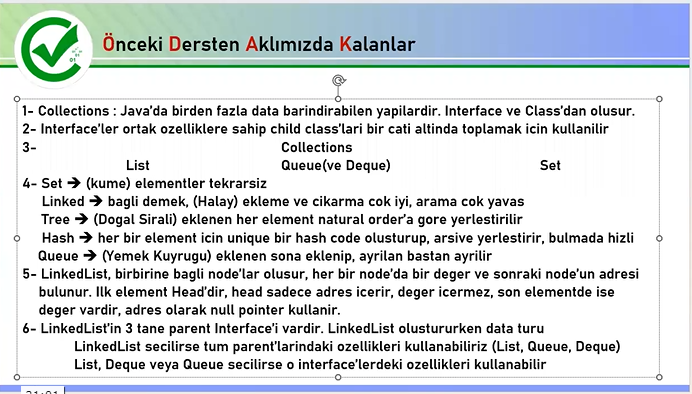 Önceki Dersten Aklımızda Kalanlar
1- Collections : Java'da birden fazla data barindirabilen yapilardir. Interface ve Class'dan olusur.
2- Interface'ler ortak ozelliklere sahip child class'lari bir cati altinda toplamak icin kullanilir
3- Collections
List Queue(ve Deque) Set
4- Set ➔ (kume) elementler tekrarsiz
Linked ➔ bagli demek, (Halay) ekleme ve cikarma cok iyi, arama cok yavas
Tree ➔ (Dogal Sirali) eklenen her element natural order'a gore yerlestirilir
Hash ➔ her bir element icin unique bir hash code olusturup, arsive yerlestirir, bulmada hizli
Queue ➔ (Yemek Kuyrugu) eklenen sona eklenip, ayrilan bastan ayrilir
5- LinkedList, birbirine bagli node'lar olusur, her bir node'da bir deger ve sonraki node'un adresi
bulunur. Ilk element Head'dir, head sadece adres icerir, deger icermez, son elementde ise
deger vardir, adres olarak null pointer kullanir.
6- LinkedList'in 3 tane parent Interface'i vardir. LinkedList olustururken data turu
LinkedList secilirse tum parent'larindaki ozellikleri kullanabiliriz (List, Queue, Deque)
List, Deque veya Queue secilirse o interface'lerdeki ozellikleri kullanabilir